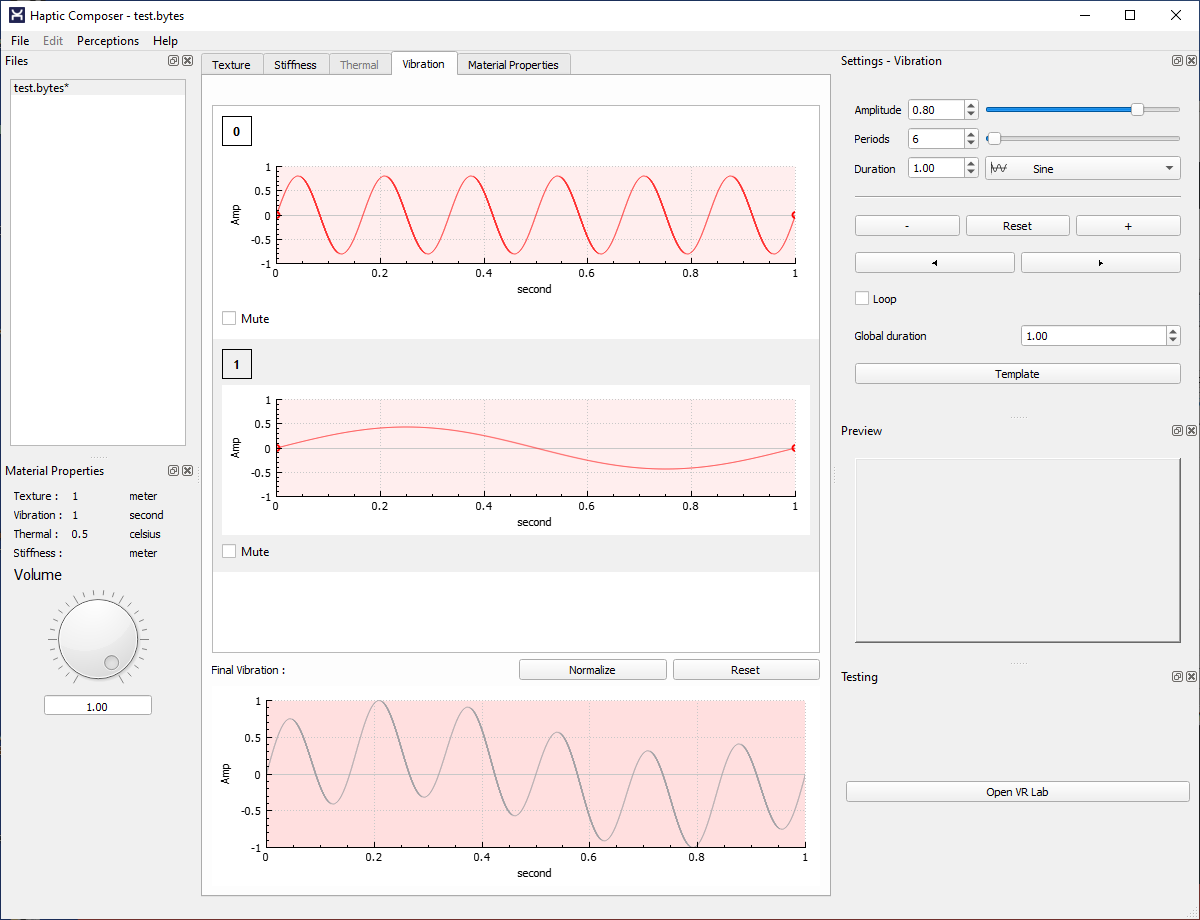 Haptic Composer - test.bytes
File Edit Perceptions Help
Files
test.bytes*
Material Properties
Texture : 1 meter
Vibration : 1 second
Thermal : 0.5 celsius
Stiffness : meter
Volume
1.00
Texture Stiffness Thermal Vibration Material Properties
0
1
0.5
0
-0.5
-1
Amp
0 0.2 0.4 0.6 0.8 1
second
Mute
1
1
0.5
0
-0.5
-1
Amp
0 0.2 0.4 0.6 0.8 1
second
Mute
Final Vibration : Normalize Reset
1
0.5
0
-0.5
-1
Amp
0 0.2 0.4 0.6 0.8 1
second
Settings - Vibration
Amplitude 0.80
Periods 6
Duration 1.00 Sine
- Reset +
Loop
Global duration 1.00
Template
Preview
Testing
Open VR Lab